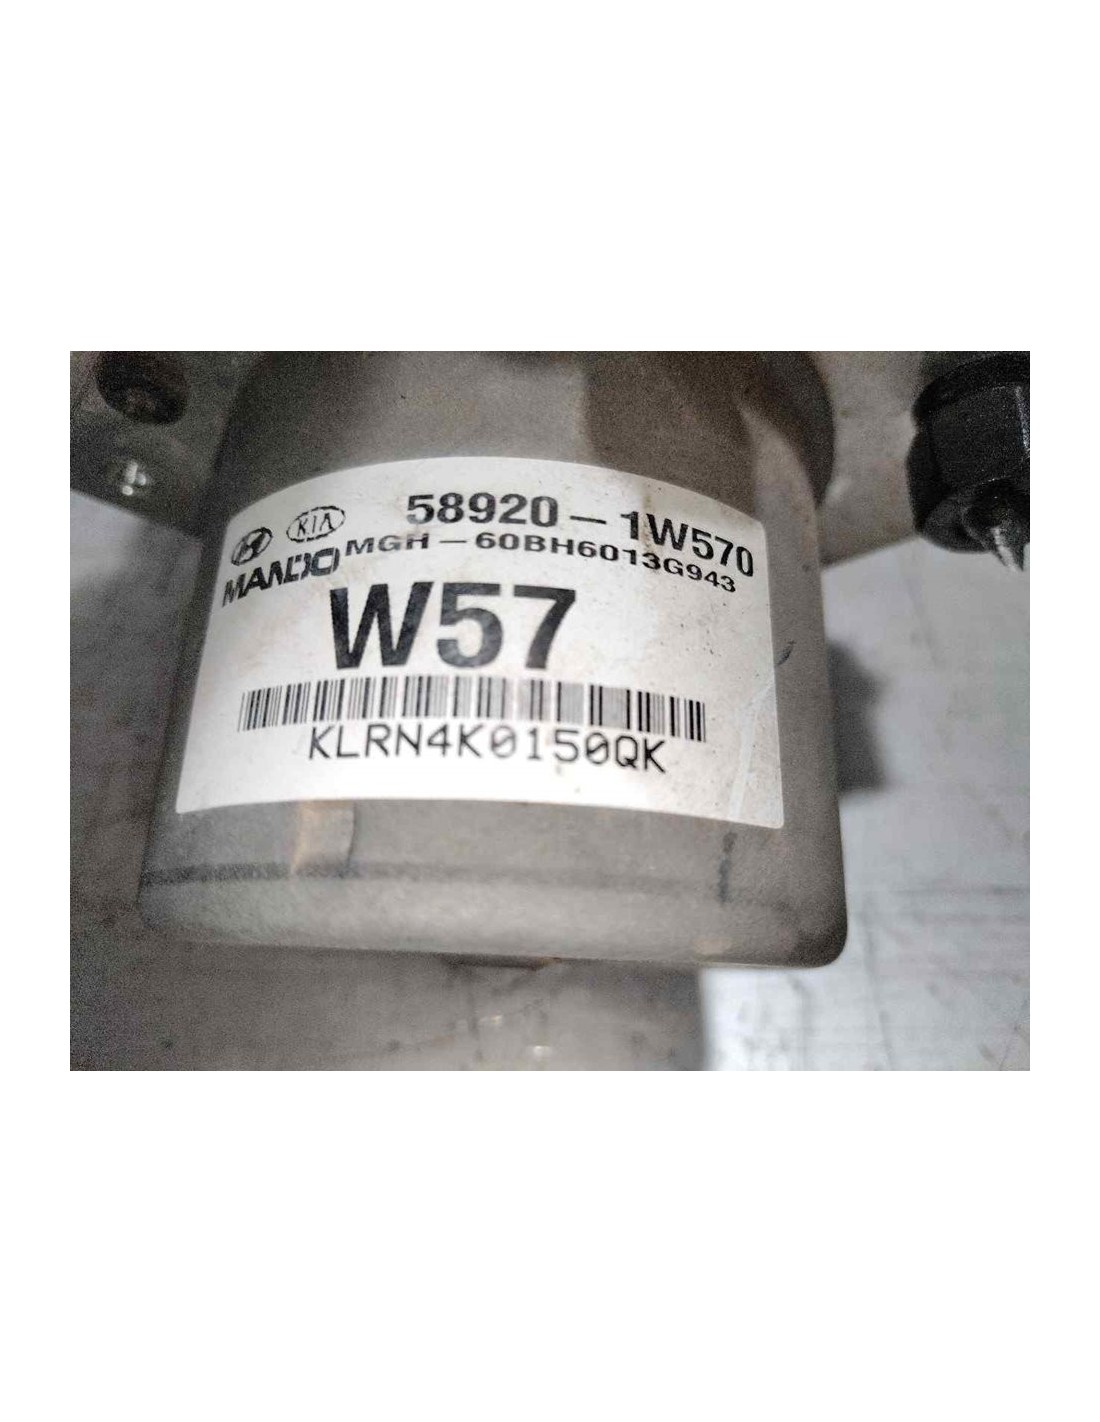 KIA 58920-1W570
MANDO MGH-60BH6013G943
W57
KLRN4K0150QK